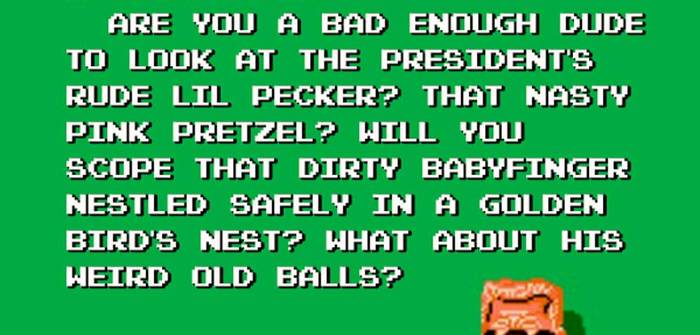 ARE YOU A BAD ENOUGH DUDE
TO LOOK AT THE PRESIDENT'S
RUDE LIL PECKER? THAT NASTY
PINK PRETZEL? WILL YOU
SCOPE THAT DIRTY BABYFINGER
NESTLED SAFELY IN A GOLDEN
BIRD'S NEST? WHAT ABOUT HIS
WEIRD OLD BALLS?